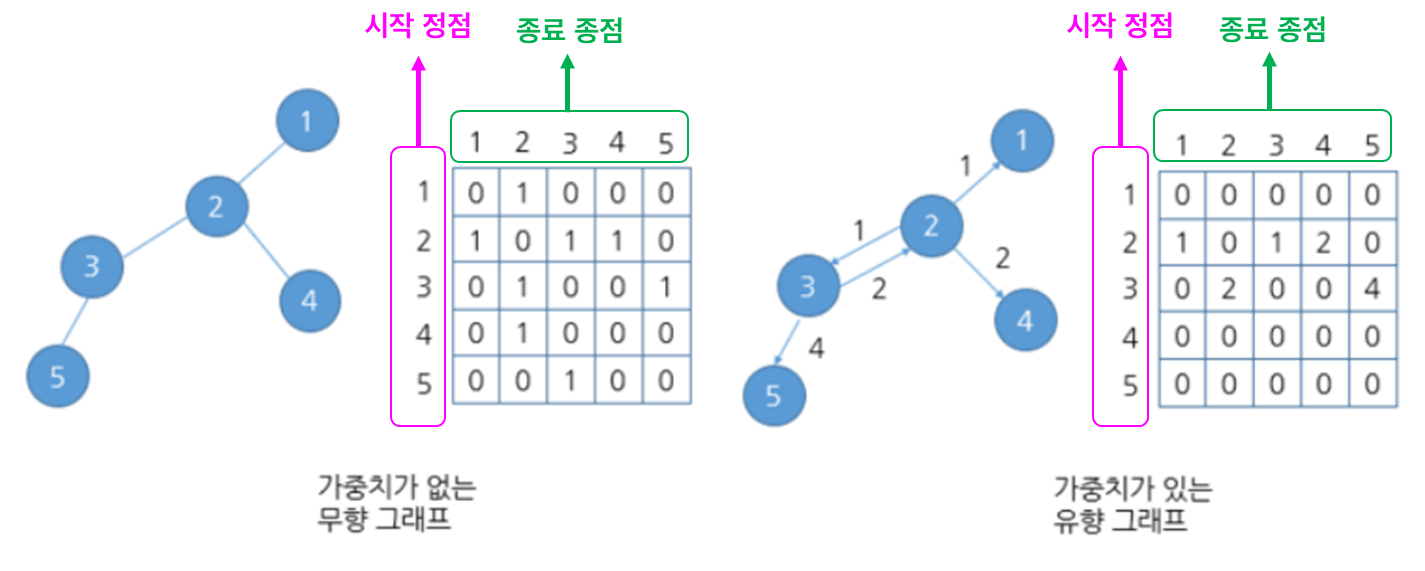 시작 정점
종료 종점
1
2
3
4
5
1 2 3 4 5
1 0 1 0 0 0
2 1 0 1 1 0
3 0 1 0 0 1
4 0 1 0 0 0
5 0 0 1 0 0
가중치가 없는
무향 그래프
시작 정점
종료 종점
1
1
2
1
2
3
2
4
4
5
1 2 3 4 5
1 0 0 0 0 0
2 1 0 1 2 0
3 0 2 0 0 4
4 0 0 0 0 0
5 0 0 0 0 0
가중치가 있는
유향 그래프